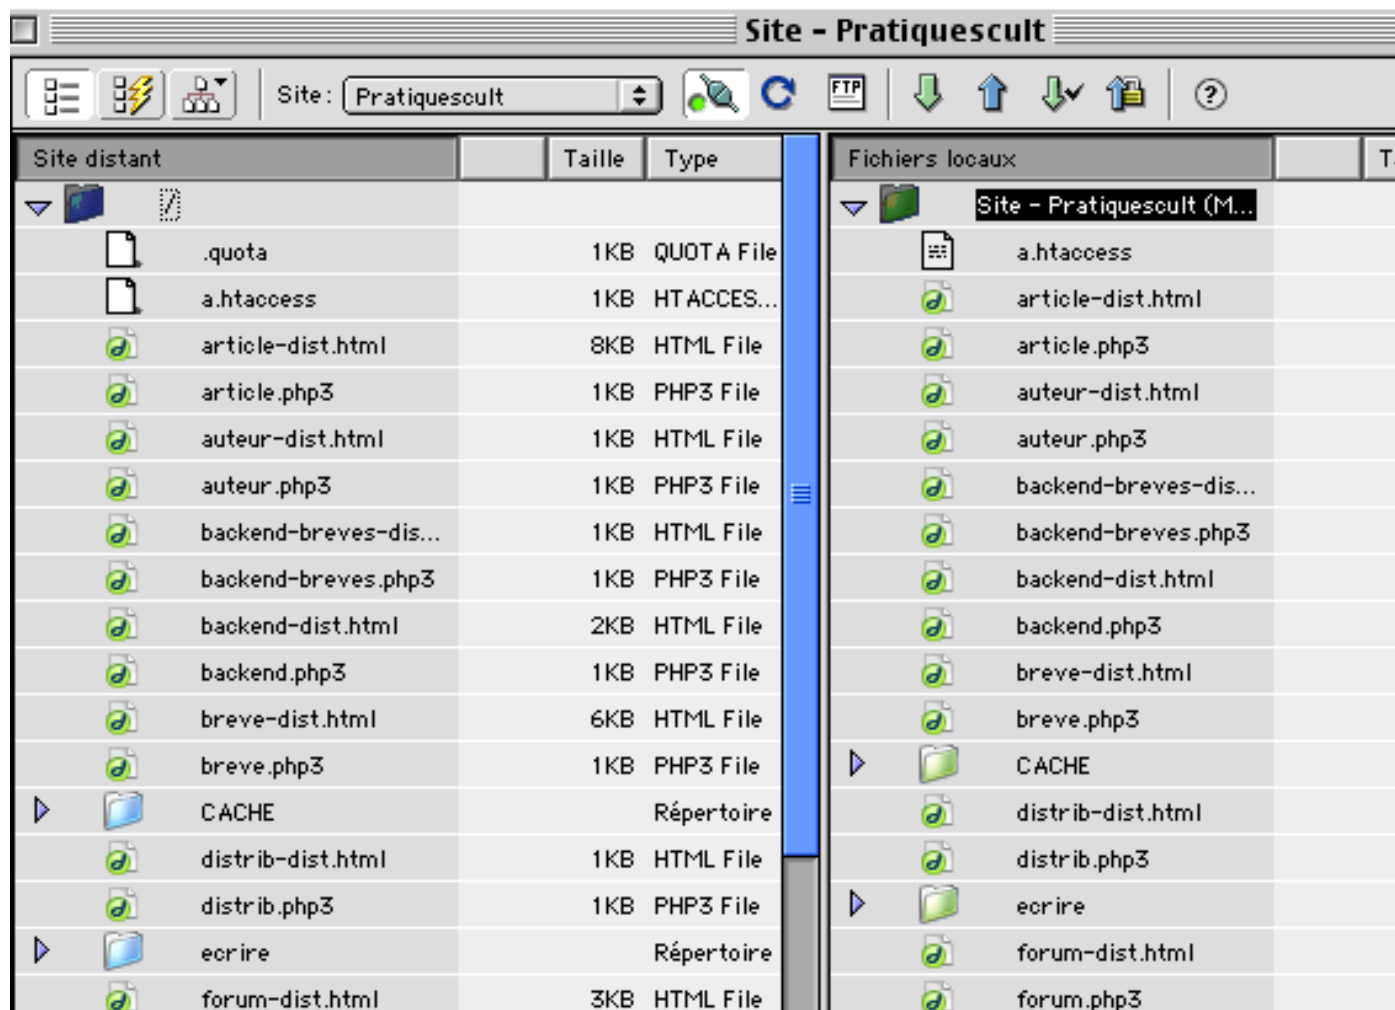 Site - Pratiquescult
Site: Pratiquescult FTP ?
Site distant Taille Type
/
.quota 1KB QUOTA File
a.htaccess 1KB HTACCES...
article-dist.html 8KB HTML File
article.php3 1KB PHP3 File
auteur-dist.html 1KB HTML File
auteur.php3 1KB PHP3 File
backend-breves-dis... 1KB HTML File
backend-breves.php3 1KB PHP3 File
backend-dist.html 2KB HTML File
backend.php3 1KB PHP3 File
breve-dist.html 6KB HTML File
breve.php3 1KB PHP3 File
CACHE Répertoire
distrib-dist.html 1KB HTML File
distrib.php3 1KB PHP3 File
ecrire Répertoire
forum-dist.html 3KB HTML File
Fichiers locaux
Site - Pratiquescult (M...
a.htaccess
article-dist.html
article.php3
auteur-dist.html
auteur.php3
backend-breves-dis...
backend-breves.php3
backend-dist.html
backend.php3
breve-dist.html
breve.php3
CACHE
distrib-dist.html
distrib.php3
ecrire
forum-dist.html
forum.php3